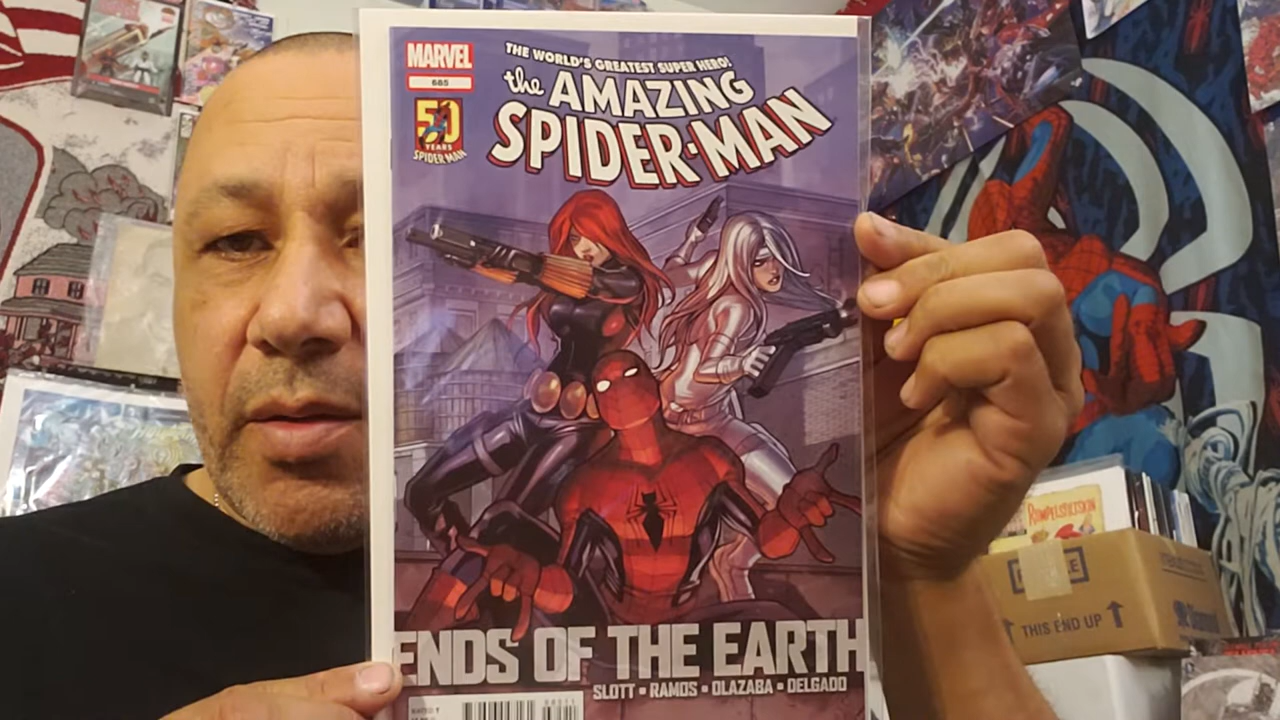 MARVEL
685
50
YEARS
SPIDER-MAN
THE WORLD'S GREATEST SUPER HERO!
the AMAZING
SPIDER-MAN
ENDS OF THE EARTH
SLOTT • RAMOS • OLAZABA • DELGADO
RUMPELSTILTSKIN
THIS END UP